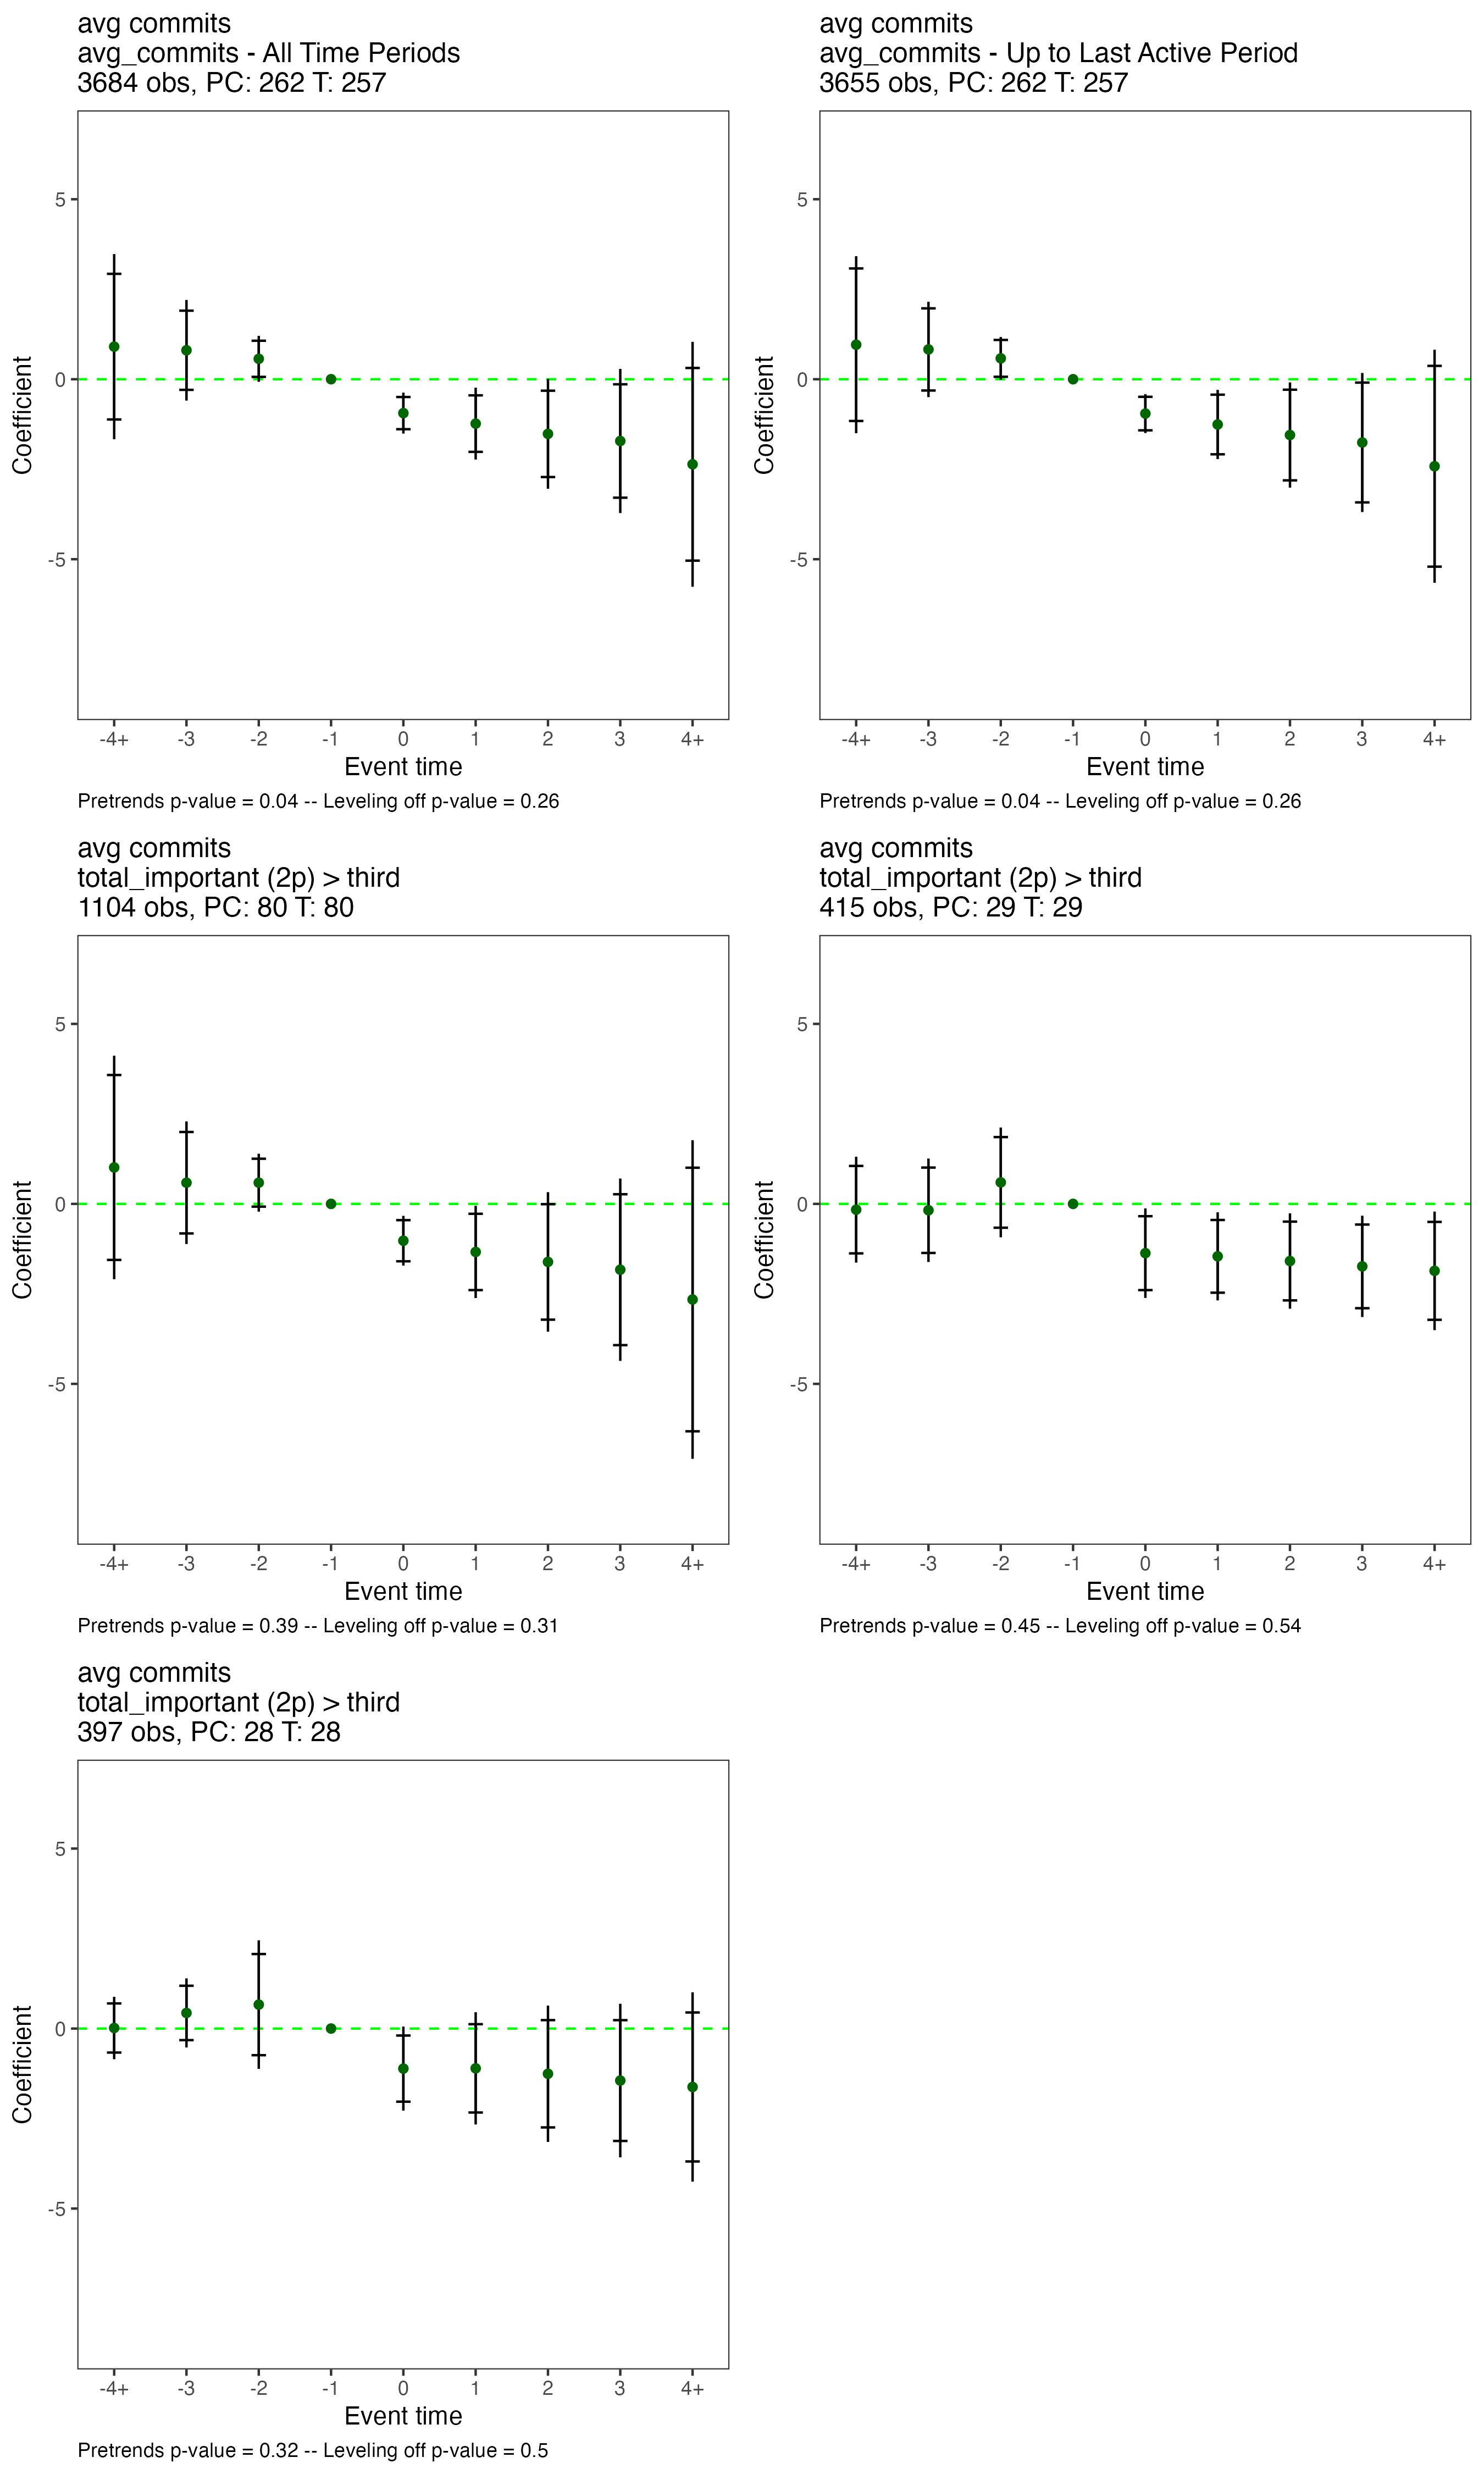 avg commits
avg_commits - All Time Periods
3684 obs, PC: 262 T: 257
5
0
-5
Coefficient
-4+ -3 -2 -1 0 1 2 3 4+
Event time
Pretrends p-value = 0.04 -- Leveling off p-value = 0.26
avg commits
avg_commits - Up to Last Active Period
3655 obs, PC: 262 T: 257
5
0
-5
Coefficient
-4+ -3 -2 -1 0 1 2 3 4+
Event time
Pretrends p-value = 0.04 -- Leveling off p-value = 0.26
avg commits
total_important (2p) > third
1104 obs, PC: 80 T: 80
5
0
-5
Coefficient
-4+ -3 -2 -1 0 1 2 3 4+
Event time
Pretrends p-value = 0.39 -- Leveling off p-value = 0.31
avg commits
total_important (2p) > third
415 obs, PC: 29 T: 29
5
0
-5
Coefficient
-4+ -3 -2 -1 0 1 2 3 4+
Event time
Pretrends p-value = 0.45 -- Leveling off p-value = 0.54
avg commits
total_important (2p) > third
397 obs, PC: 28 T: 28
5
0
-5
Coefficient
-4+ -3 -2 -1 0 1 2 3 4+
Event time
Pretrends p-value = 0.32 -- Leveling off p-value = 0.5